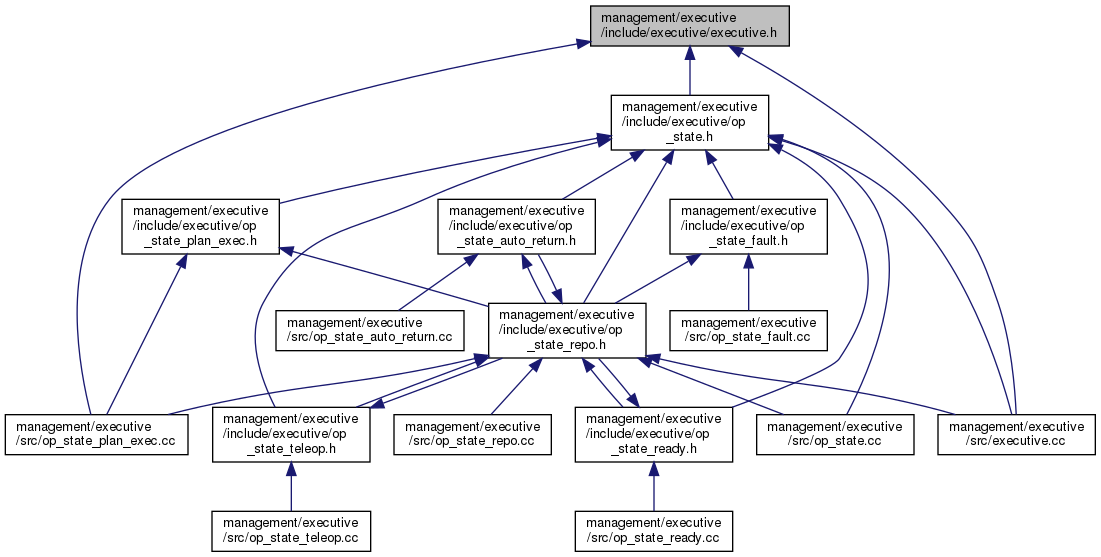 management/executive
/include/executive/executive.h
management/executive
/include/executive/op
_state.h
management/executive
/include/executive/op
_state_plan_exec.h
management/executive
/include/executive/op
_state_auto_return.h
management/executive
/include/executive/op
_state_fault.h
management/executive
/src/op_state_auto_return.cc
management/executive
/include/executive/op
_state_repo.h
management/executive
/src/op_state_fault.cc
management/executive
/src/op_state_plan_exec.cc
management/executive
/include/executive/op
_state_teleop.h
management/executive
/src/op_state_repo.cc
management/executive
/include/executive/op
_state_ready.h
management/executive
/src/op_state.cc
management/executive
/src/executive.cc
management/executive
/src/op_state_teleop.cc
management/executive
/src/op_state_ready.cc